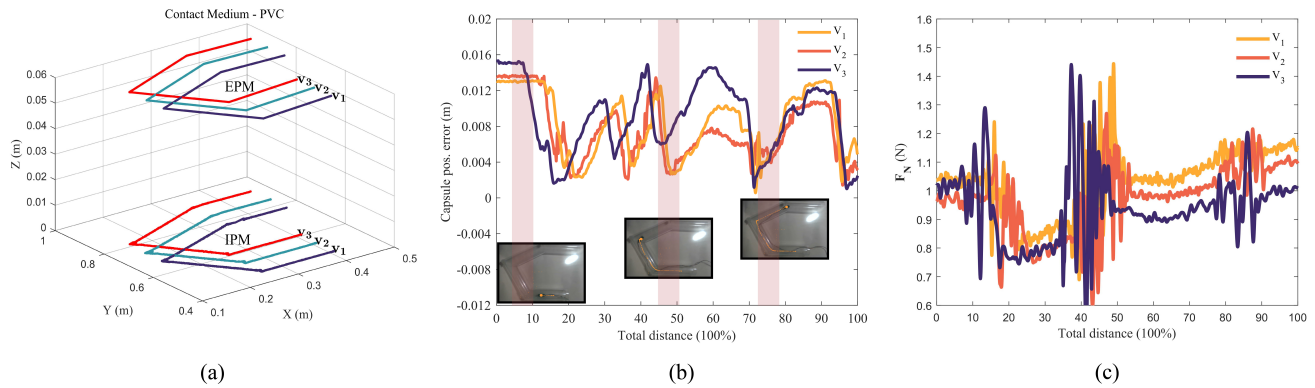 Contact Medium - PVC
0.06
0.05
0.04
0.03
0.02
0.01
0
Z (m)
EPM
v3
v2
v1
IPM
v3
v2
v1
1
0.8
0.6
0.4
Y (m)
0.1
0.2
0.3
0.4
0.5
X (m)
(a)
0.02
0.016
0.012
0.008
0.004
0
−0.004
−0.008
−0.012
Capsule pos. error (m)
V1
V2
V3
0 10 20 30 40 50 60 70 80 90 100
Total distance (100%)
(b)
1.6
1.5
1.4
1.3
1.2
1.1
1.0
0.9
0.8
0.7
0.6
FN (N)
V1
V2
V3
0 10 20 30 40 50 60 70 80 90 100
Total distance (100%)
(c)